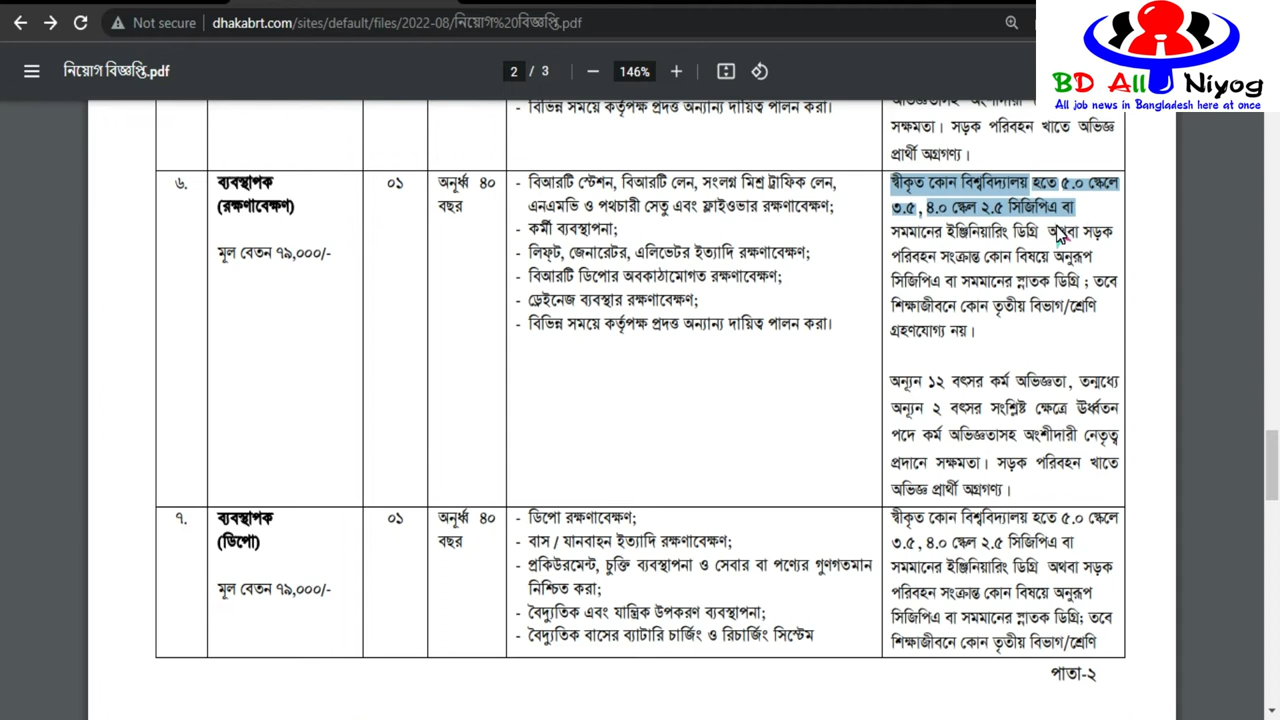 Not secure
dhakabrt.com/sites/default/files/2022-08/নিয়োগ%20বিজ্ঞপ্তি.pdf
BD All Niyog
All job news in Bangladesh here at once
নিয়োগ বিজ্ঞপ্তি.pdf
2 / 3
146%
- বিভিন্ন সময়ে কর্তৃপক্ষ প্রদত্ত অন্যান্য দায়িত্ব পালন করা।
সক্ষমতা। সড়ক পরিবহন খাতে অভিজ্ঞ
প্রার্থী অগ্রগণ্য।
৬.
ব্যবস্থাপক
(রক্ষণাবেক্ষণ)
মূল বেতন ৭৯,০০০/-
০১
অনূর্ধ্ব ৪০
বছর
- বিআরটি স্টেশন, বিআরটি লেন, সংলগ্ন মিশ্র ট্রাফিক লেন,
এনএমভি ও পথচারী সেতু এবং ফ্লাইওভার রক্ষণাবেক্ষণ;
- কর্মী ব্যবস্থাপনা;
- লিফ্ট, জেনারেটর, এলিভেটর ইত্যাদি রক্ষণাবেক্ষণ;
- বিআরটি ডিপোর অবকাঠামোগত রক্ষণাবেক্ষণ;
- ড্রেইনেজ ব্যবস্থার রক্ষণাবেক্ষণ;
- বিভিন্ন সময়ে কর্তৃপক্ষ প্রদত্ত অন্যান্য দায়িত্ব পালন করা।
স্বীকৃত কোন বিশ্ববিদ্যালয় হতে ৫.০ স্কেলে
৩.৫, ৪.০ স্কেল ২.৫ সিজিপিএ বা
সমমানের ইঞ্জিনিয়ারিং ডিগ্রি অথবা সড়ক
পরিবহন সংক্রান্ত কোন বিষয়ে অনুরূপ
সিজিপিএ বা সমমানের স্নাতক ডিগ্রি ; তবে
শিক্ষাজীবনে কোন তৃতীয় বিভাগ/শ্রেণি
গ্রহণযোগ্য নয়।
অন্যূন ১২ বৎসর কর্ম অভিজ্ঞতা, তন্মধ্যে
অন্যূন ২ বৎসর সংশ্লিষ্ট ক্ষেত্রে ঊর্ধ্বতন
পদে কর্ম অভিজ্ঞতাসহ অংশীদারী নেতৃত্ব
প্রদানে সক্ষমতা। সড়ক পরিবহন খাতে
অভিজ্ঞ প্রার্থী অগ্রগণ্য।
৭.
ব্যবস্থাপক
(ডিপো)
মূল বেতন ৭৯,০০০/-
০১
অনূর্ধ্ব ৪০
বছর
- ডিপো রক্ষণাবেক্ষণ;
- বাস / যানবাহন ইত্যাদি রক্ষণাবেক্ষণ;
- প্রকিউরমেন্ট, চুক্তি ব্যবস্থাপনা ও সেবার বা পণ্যের গুণগতমান
নিশ্চিত করা;
- বৈদ্যুতিক এবং যান্ত্রিক উপকরণ ব্যবস্থাপনা;
- বৈদ্যুতিক বাসের ব্যাটারি চার্জিং ও রিচার্জিং সিস্টেম
স্বীকৃত কোন বিশ্ববিদ্যালয় হতে ৫.০ স্কেলে
৩.৫, ৪.০ স্কেল ২.৫ সিজিপিএ বা
সমমানের ইঞ্জিনিয়ারিং ডিগ্রি অথবা সড়ক
পরিবহন সংক্রান্ত কোন বিষয়ে অনুরূপ
সিজিপিএ বা সমমানের স্নাতক ডিগ্রি; তবে
শিক্ষাজীবনে কোন তৃতীয় বিভাগ/শ্রেণি
পাতা-২